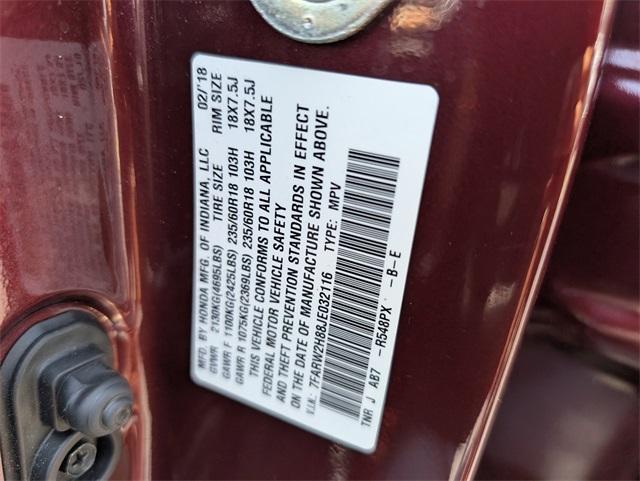 MFD. BY HONDA MFG. OF INDIANA, LLC 02/'18
GVWR 2130KG(4695LBS) TIRE SIZE RIM SIZE
GAWR F 1100KG(2425LBS) 235/60R18 103H 18X7.5J
GAWR R 1075KG(2369LBS) 235/60R18 103H 18X7.5J
THIS VEHICLE CONFORMS TO ALL APPLICABLE
FEDERAL MOTOR VEHICLE SAFETY
AND THEFT PREVENTION STANDARDS IN EFFECT
ON THE DATE OF MANUFACTURE SHOWN ABOVE.
V.I.N.: 7FARW2H88JE032116 TYPE: MPV
TNR J AB7 -R548PX -B-E